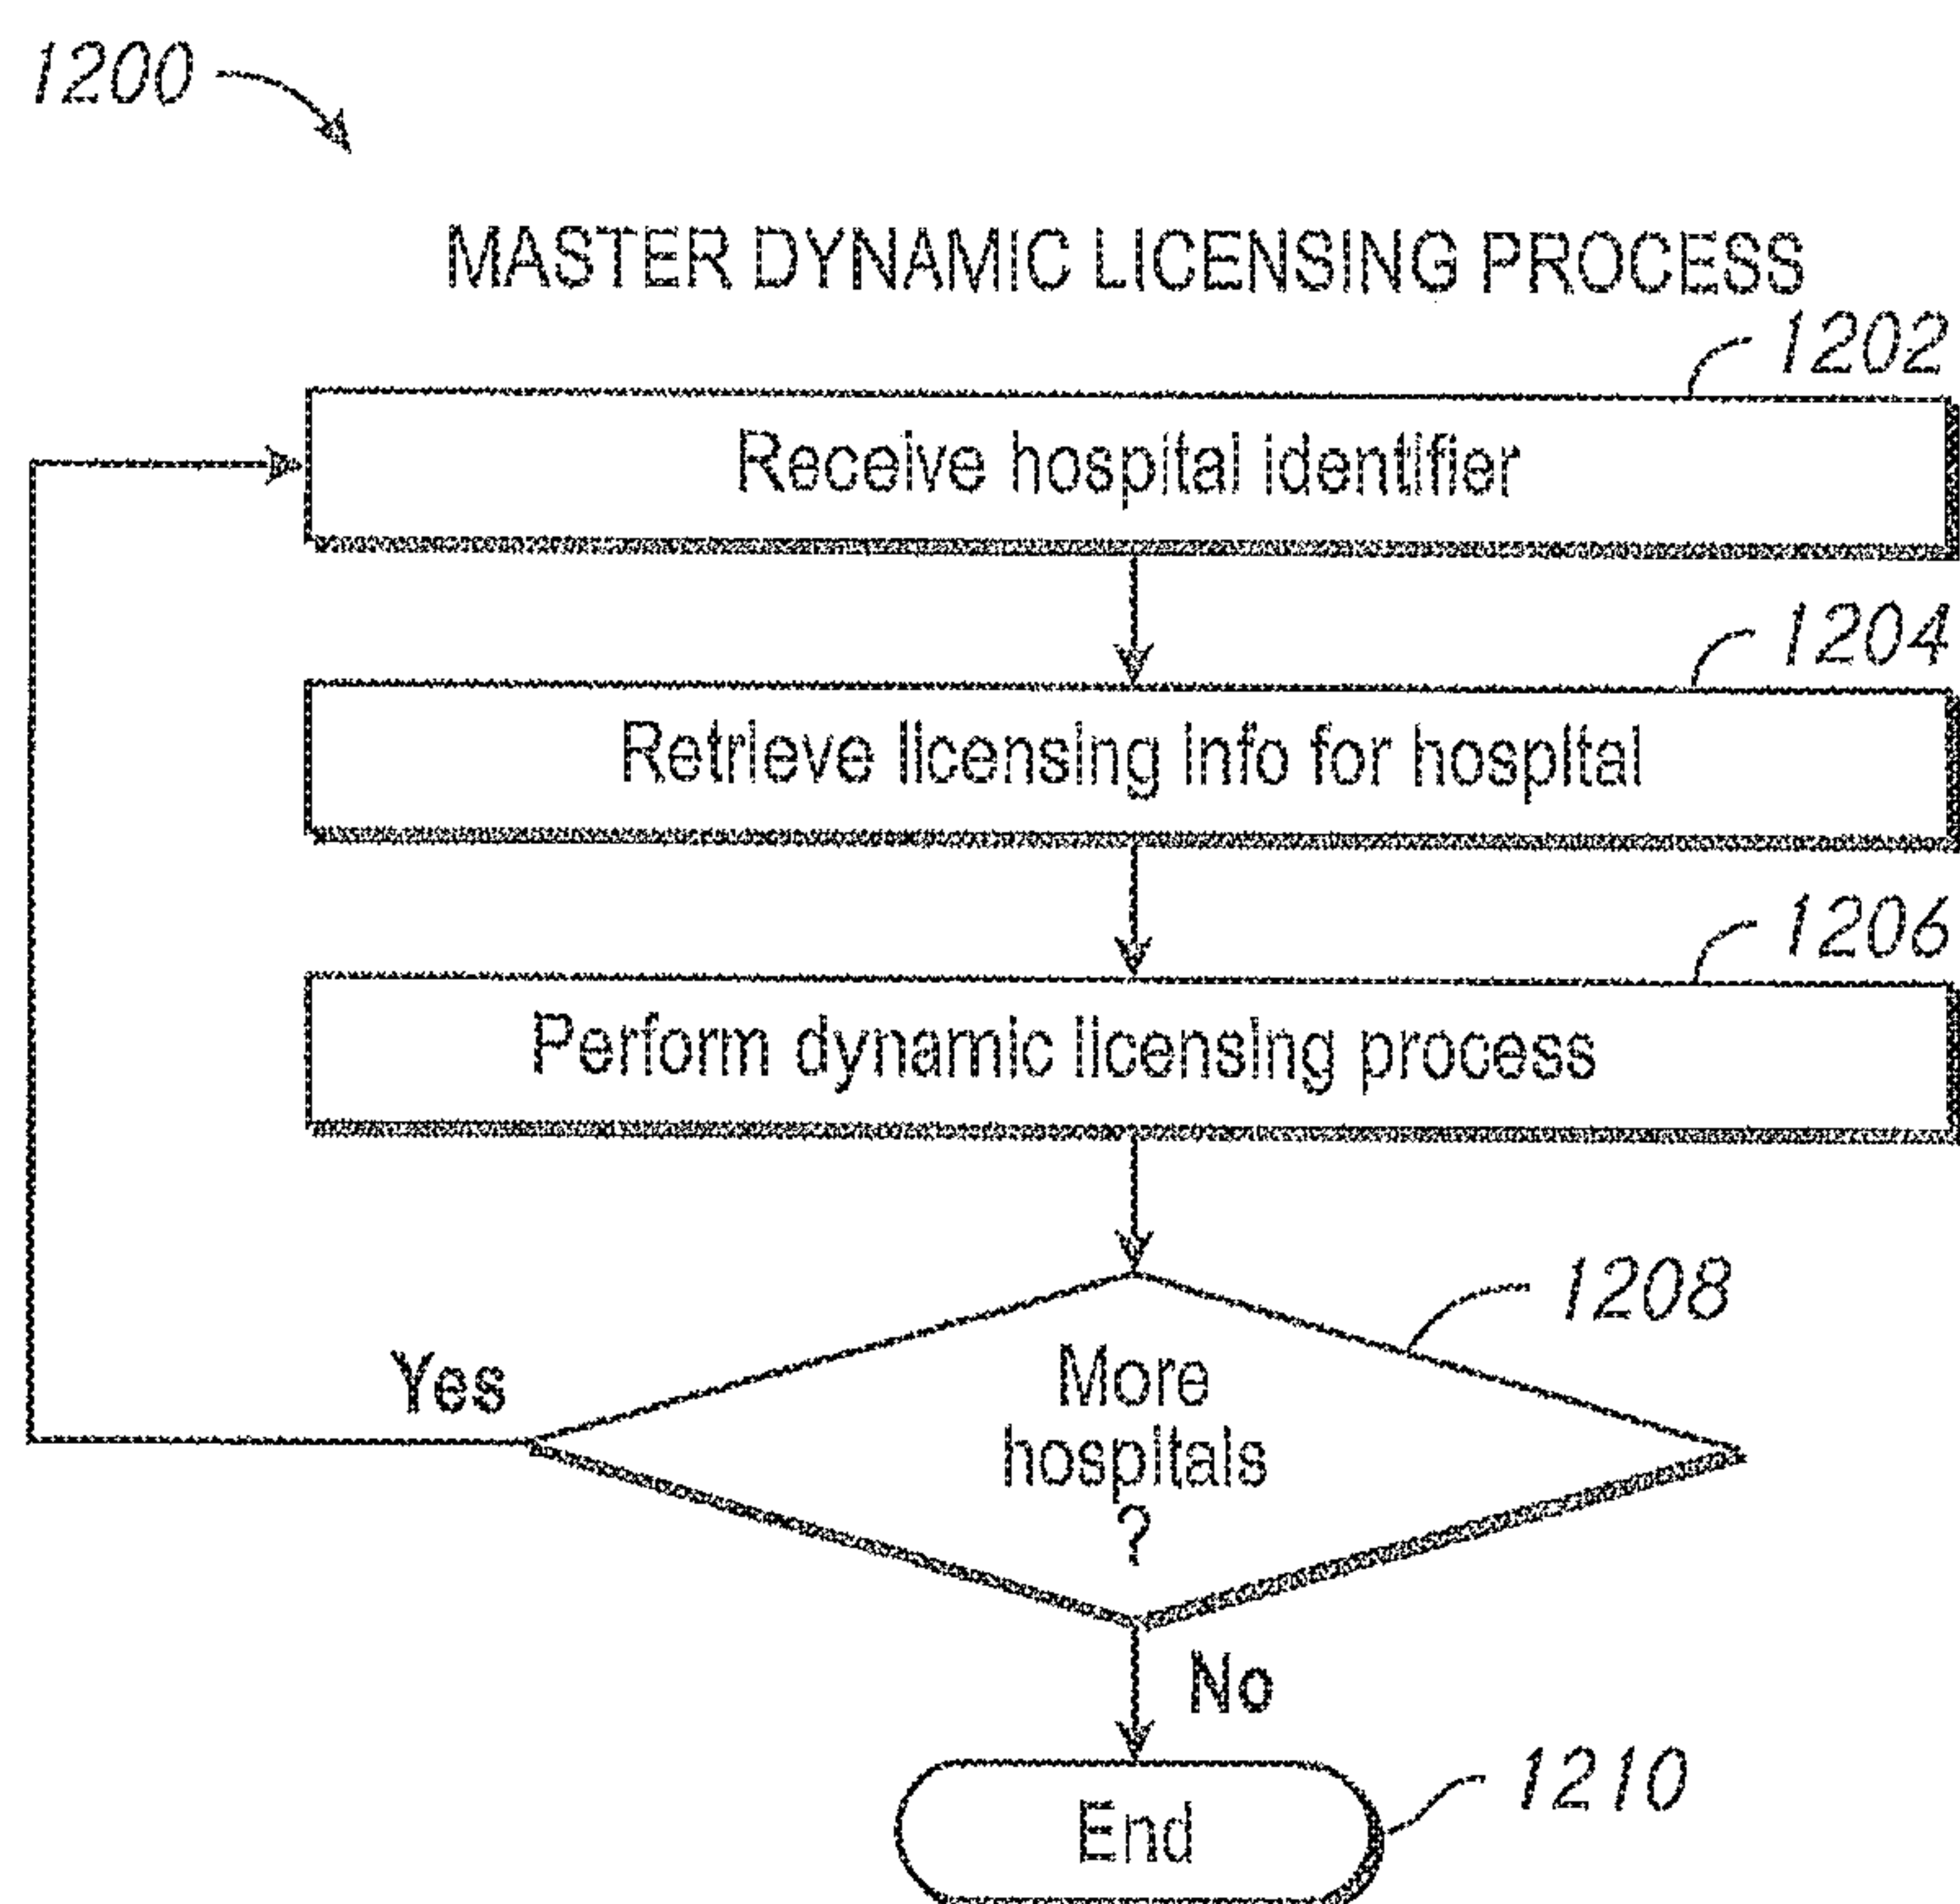 1200
MASTER DYNAMIC LICENSING PROCESS
1202
Receive hospital identifier
1204
Retrieve licensing info for hospital
1206
Perform dynamic licensing process
1208
More
hospitals
?
Yes
No
1210
End